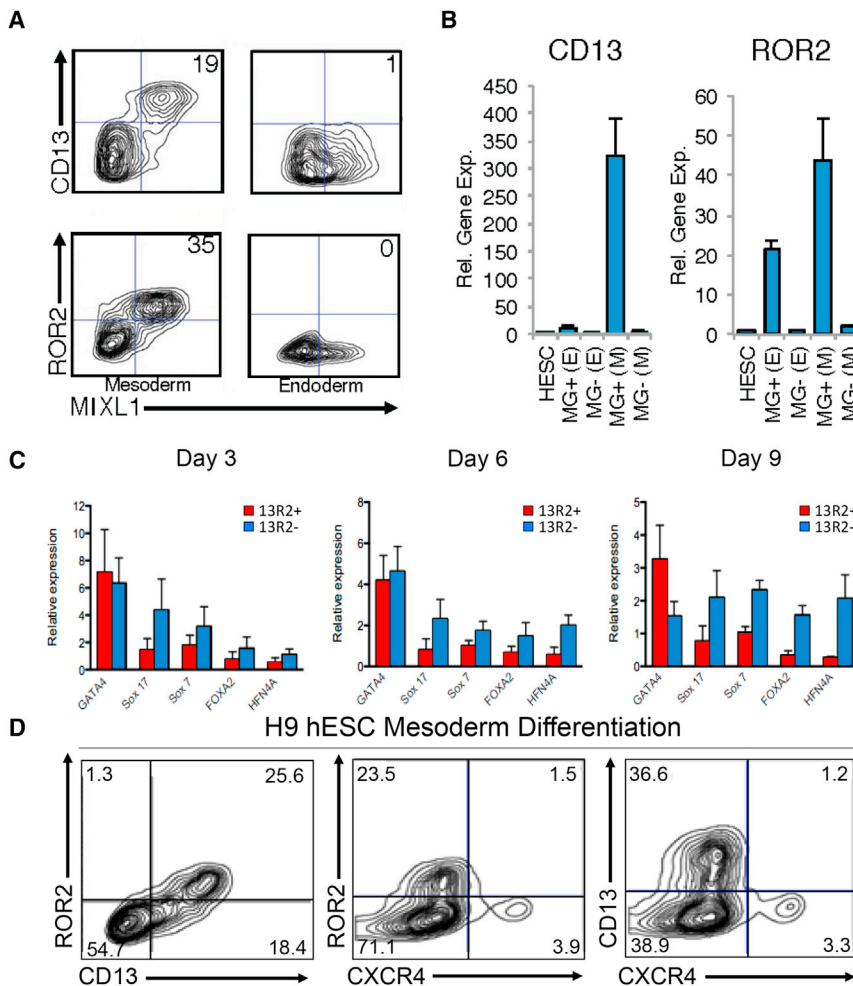 A
19
1
CD13
35
0
ROR2
Mesoderm
Endoderm
MIXL1
B
CD13
ROR2
Rel. Gene Exp.
450
400
350
300
250
200
150
100
50
0
HESC
MG+ (E)
MG- (E)
MG+ (M)
MG- (M)
Rel. Gene Exp.
60
50
40
30
20
10
0
HESC
MG+ (E)
MG- (E)
MG+ (M)
MG- (M)
C
Day 3
Day 6
Day 9
Relative expression
12
10
8
6
4
2
0
13R2+
13R2-
GATA4
Sox 17
Sox 7
FOXA2
HFN4A
Relative expression
8
6
4
2
0
13R2+
13R2-
GATA4
Sox 17
Sox 7
FOXA2
HFN4A
Relative expression
5
4
3
2
1
0
13R2+
13R2-
GATA4
Sox 17
Sox 7
FOXA2
HFN4A
D
H9 hESC Mesoderm Differentiation
1.3
25.6
ROR2
54.7
18.4
CD13
23.5
1.5
ROR2
71.1
3.9
CXCR4
36.6
1.2
CD13
38.9
3.3
CXCR4